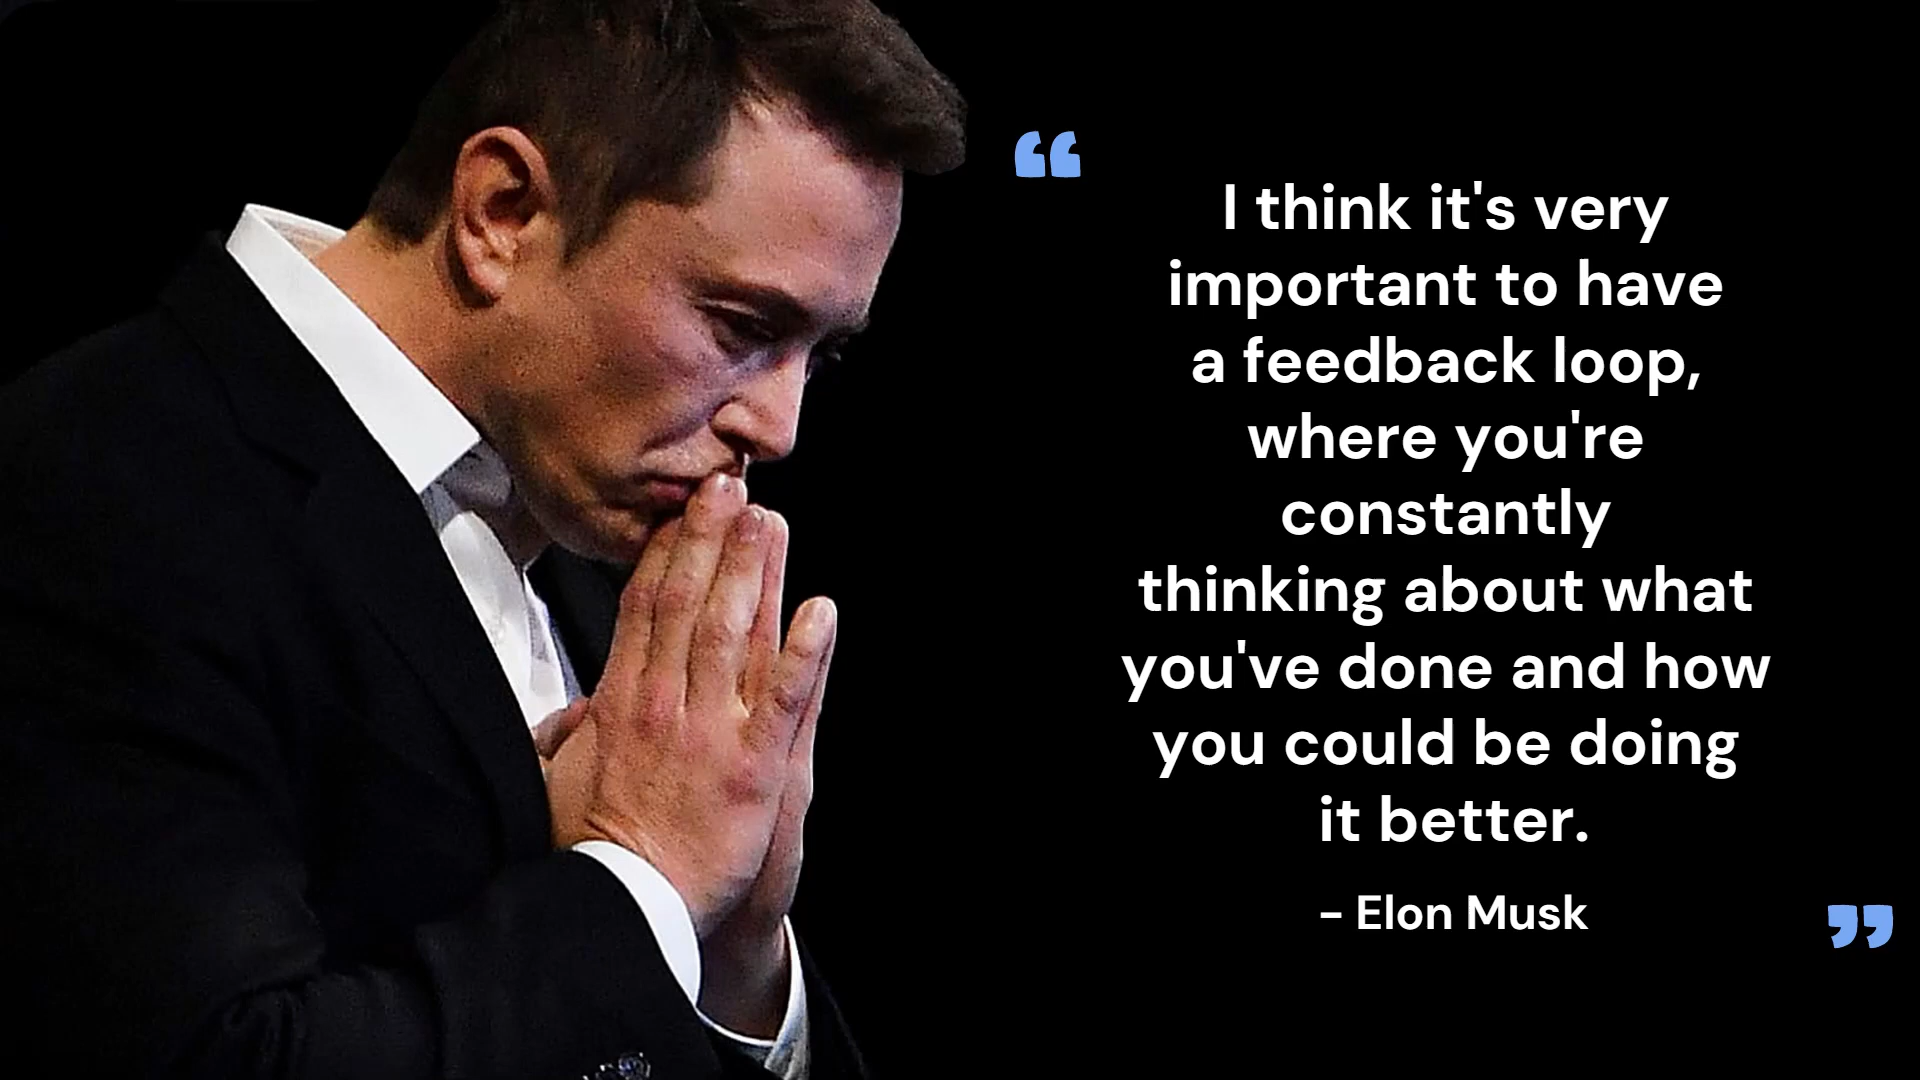 “
I think it's very
important to have
a feedback loop,
where you're
constantly
thinking about what
you've done and how
you could be doing
it better.
– Elon Musk
”